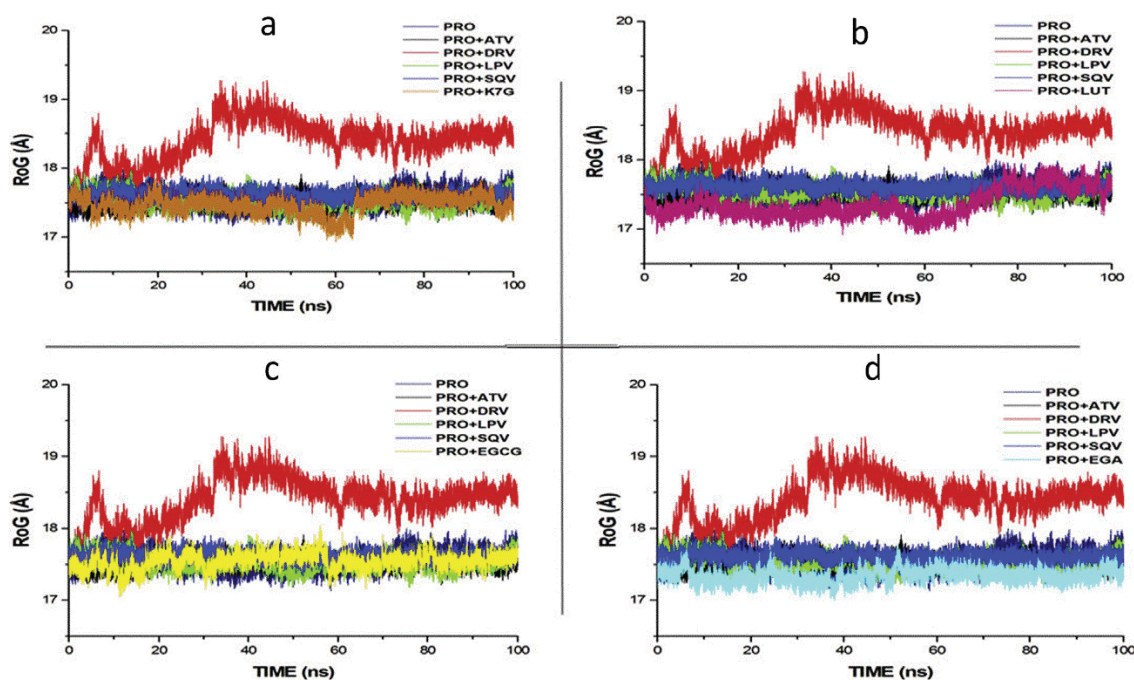 a
PRO
PRO+ATV
PRO+DRV
PRO+LPV
PRO+SQV
PRO+K7G
20
19
18
17
RoG (Å)
0 20 40 60 80 100
TIME (ns)
b
PRO
PRO+ATV
PRO+DRV
PRO+LPV
PRO+SQV
PRO+LUT
20
19
18
17
RoG (Å)
0 20 40 60 80 100
TIME (ns)
c
PRO
PRO+ATV
PRO+DRV
PRO+LPV
PRO+SQV
PRO+EGCG
20
19
18
17
RoG (Å)
0 20 40 60 80 100
TIME (ns)
d
PRO
PRO+ATV
PRO+DRV
PRO+LPV
PRO+SQV
PRO+EGA
20
19
18
17
RoG (Å)
0 20 40 60 80 100
TIME (ns)